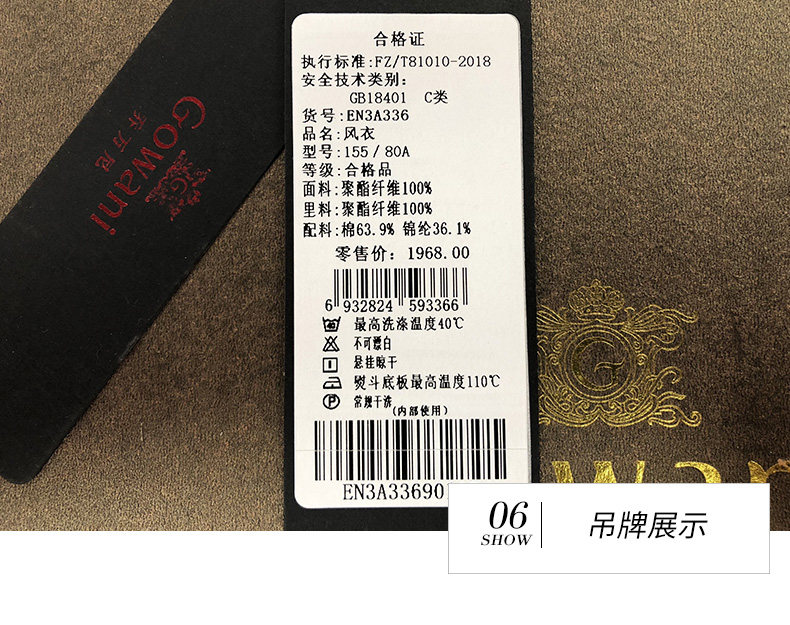 Gowani
乔万尼
G
合格证
执行标准:FZ/T81010-2018
安全技术类别:
GB18401 C类
货号:EN3A336
品名:风衣
型号:155/80A
等级:合格品
面料:聚酯纤维100%
里料:聚酯纤维100%
配料:棉63.9% 锦纶36.1%
零售价: 1968.00
6 932824 593366
最高洗涤温度40℃
不可漂白
悬挂晾干
熨斗底板最高温度110℃
P 常规干洗
(内部使用)
EN3A33690
G
wan
06
SHOW
吊牌展示